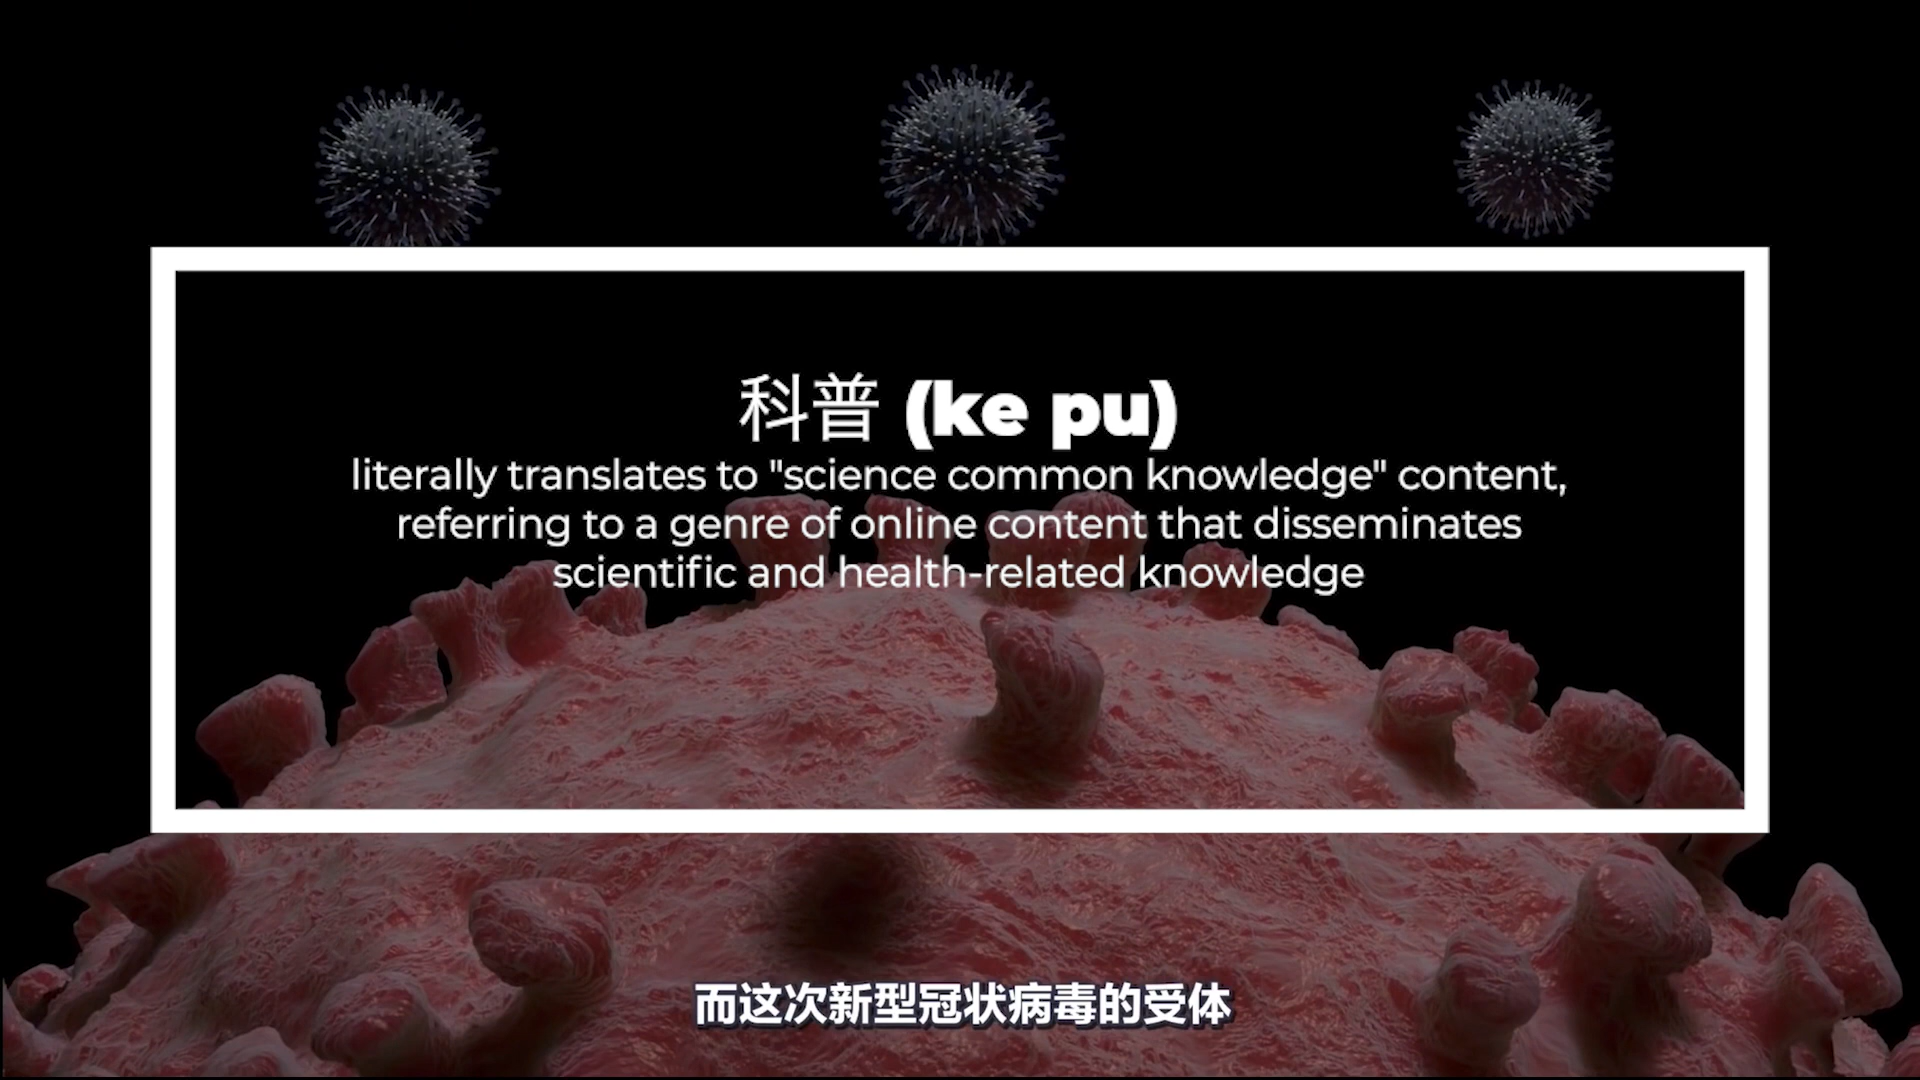 科普 (ke pu)
literally translates to "science common knowledge" content,
referring to a genre of online content that disseminates
scientific and health-related knowledge
而这次新型冠状病毒的受体